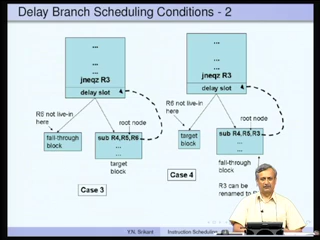 Delay Branch Scheduling Conditions - 2
...
...
...
jneqz R3
delay slot
R6 not live-in
here
root node
fall-through
block
sub R4,R5,R6
...
...
target
block
Case 3
...
...
...
jneqz R3
delay slot
R6 not live-in
here
root node
target
block
sub R4,R5,R3
...
...
fall-through
block
R3 can be
renamed to
Case 4
Y.N. Srikant
Instruction Scheduling